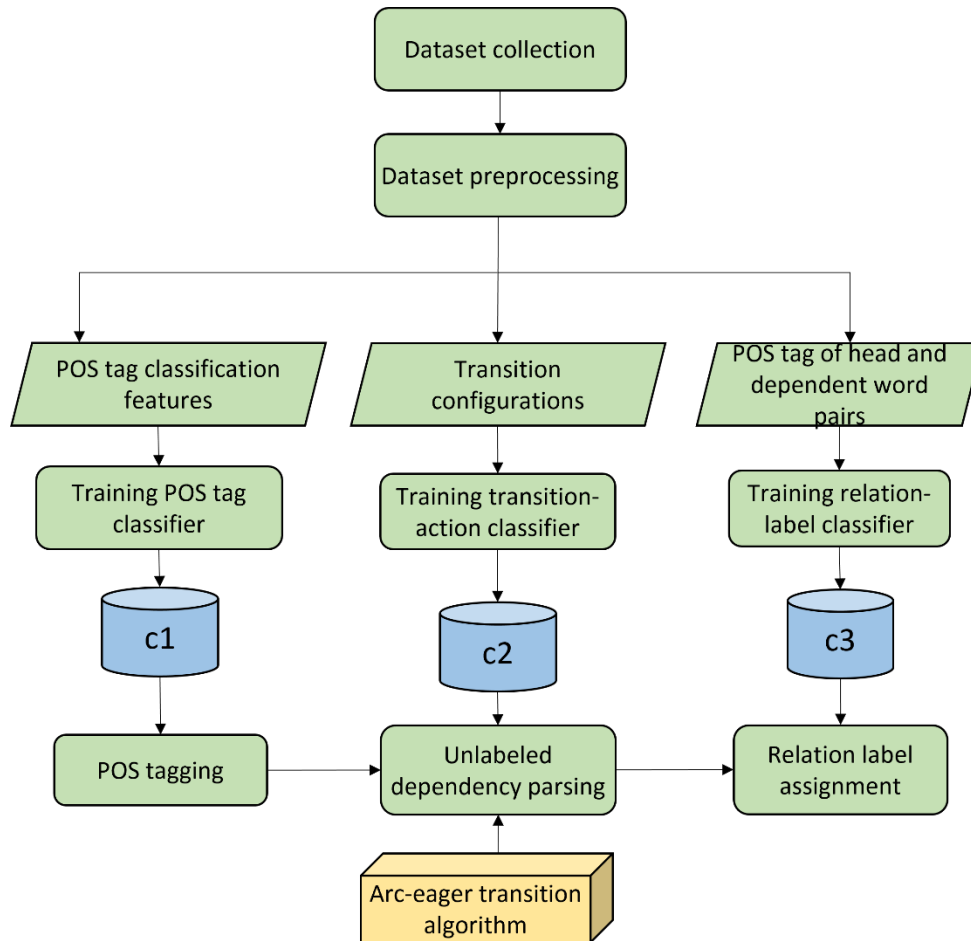 Dataset collection
Dataset preprocessing
POS tag classification
features
Transition
configurations
POS tag of head and
dependent word
pairs
Training POS tag
classifier
Training transition-
action classifier
Training relation-
label classifier
c1
c2
c3
POS tagging
Unlabeled
dependency parsing
Relation label
assignment
Arc-eager transition
algorithm